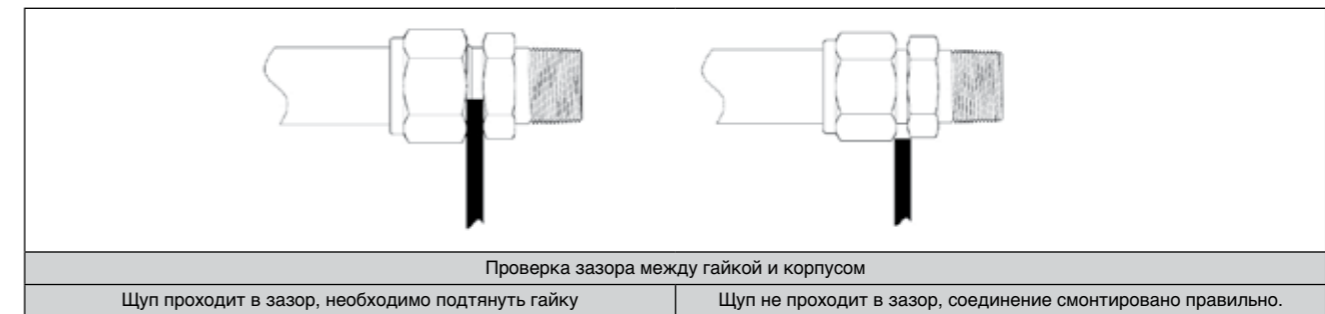 Проверка зазора между гайкой и корпусом
Щуп проходит в зазор, необходимо подтянуть гайку
Щуп не проходит в зазор, соединение смонтировано правильно.